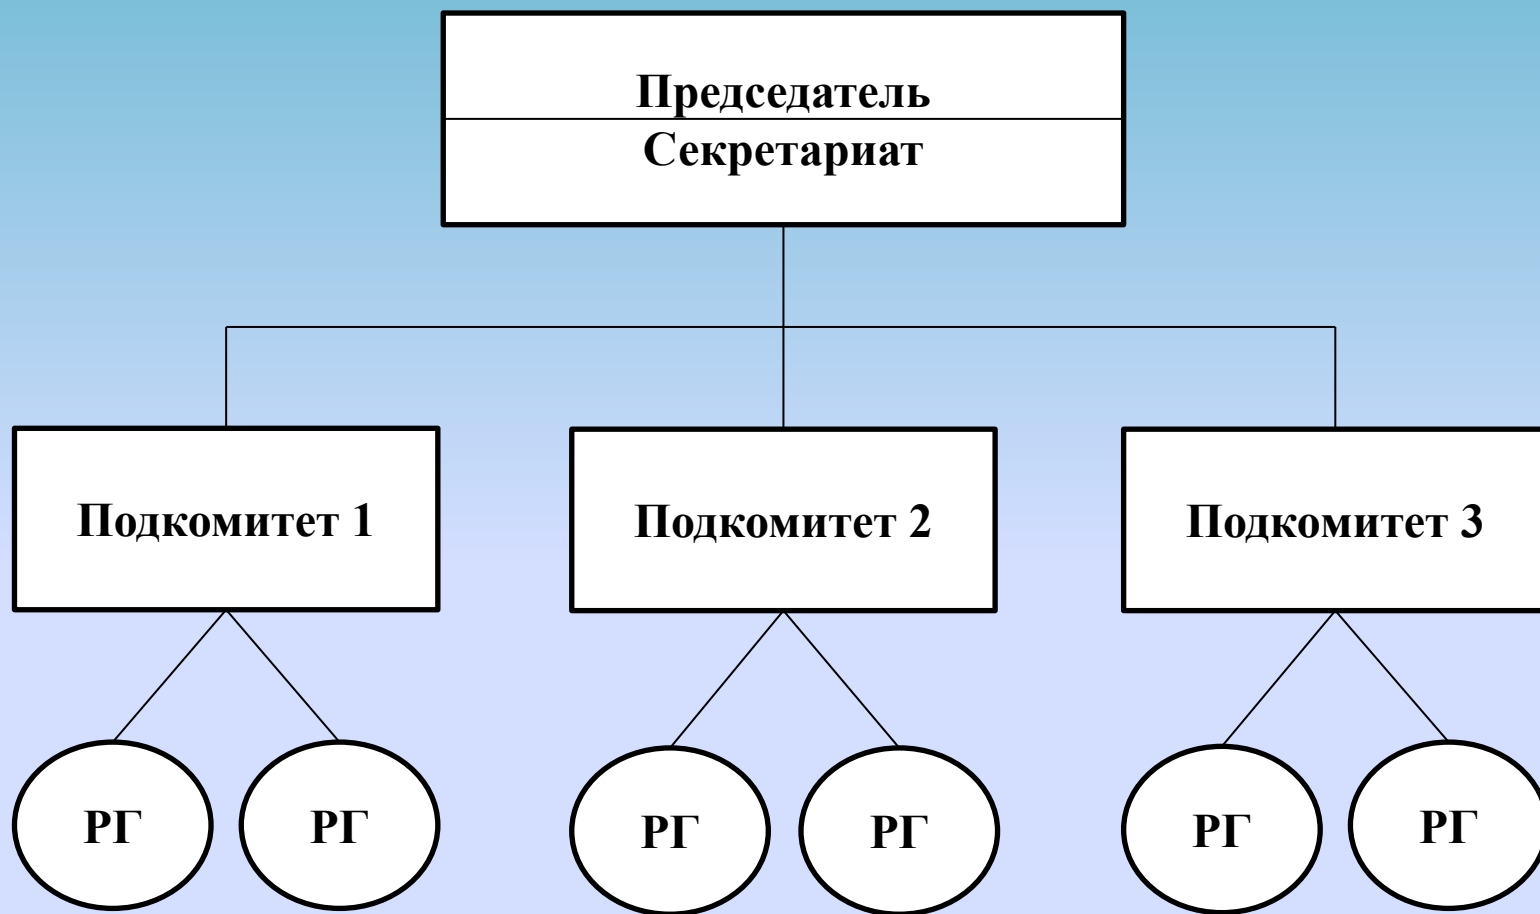 Председатель
Секретариат
Подкомитет 1
Подкомитет 2
Подкомитет 3
РГ
РГ
РГ
РГ
РГ
РГ